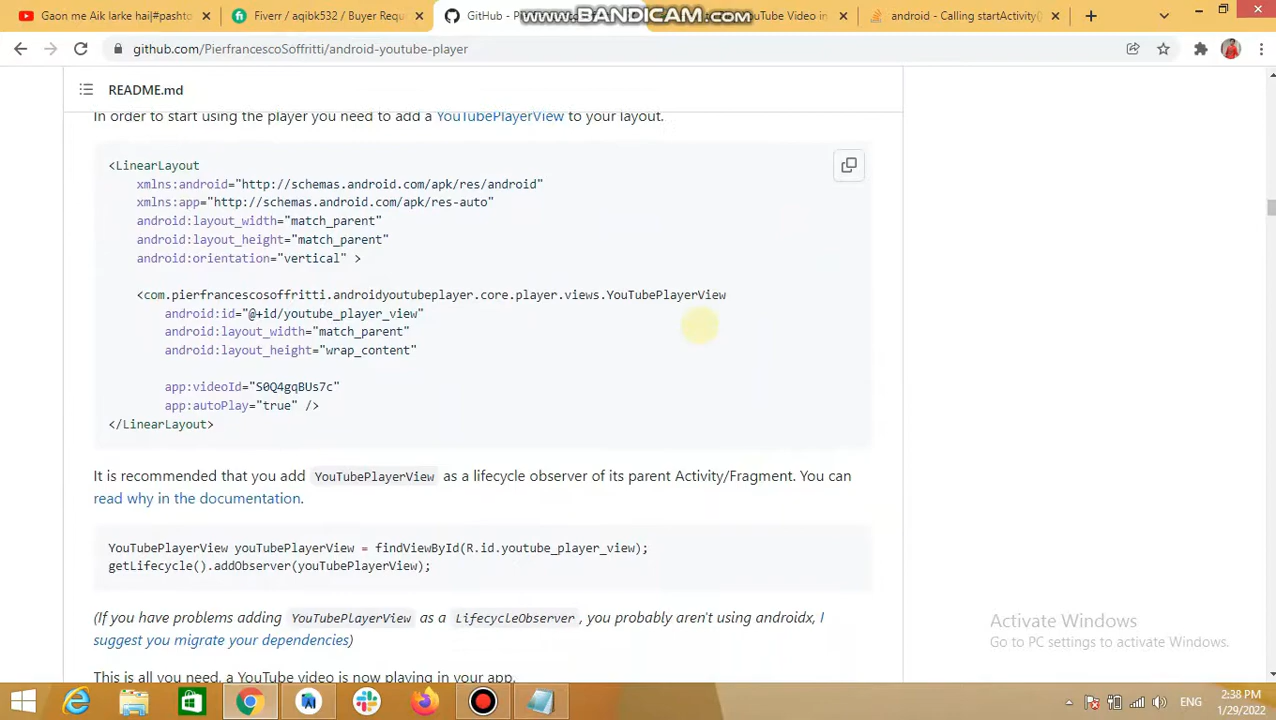 Gaon me Aik larke hai|#pashto
Fiverr / aqibk532 / Buyer Requ
GitHub - P
www.BANDICAM.com
ouTube Video in
android - Calling startActivity()
github.com/PierfrancescoSoffritti/android-youtube-player
README.md
In order to start using the player you need to add a YouTubePlayerView to your layout.
<LinearLayout
xmlns:android="http://schemas.android.com/apk/res/android"
xmlns:app="http://schemas.android.com/apk/res-auto"
android:layout_width="match_parent"
android:layout_height="match_parent"
android:orientation="vertical" >
<com.pierfrancescosoffritti.androidyoutubeplayer.core.player.views.YouTubePlayerView
android:id="@+id/youtube_player_view"
android:layout_width="match_parent"
android:layout_height="wrap_content"
app:videoId="S0Q4gqBUs7c"
app:autoPlay="true" />
</LinearLayout>
It is recommended that you add YouTubePlayerView as a lifecycle observer of its parent Activity/Fragment. You can
read why in the documentation.
YouTubePlayerView youTubePlayerView = findViewById(R.id.youtube_player_view);
getLifecycle().addObserver(youTubePlayerView);
(If you have problems adding YouTubePlayerView as a LifecycleObserver , you probably aren't using androidx, I
suggest you migrate your dependencies)
This is all you need, a YouTube video is now playing in your app.
Activate Windows
Go to PC settings to activate Windows.
ENG
2:38 PM
1/29/2022